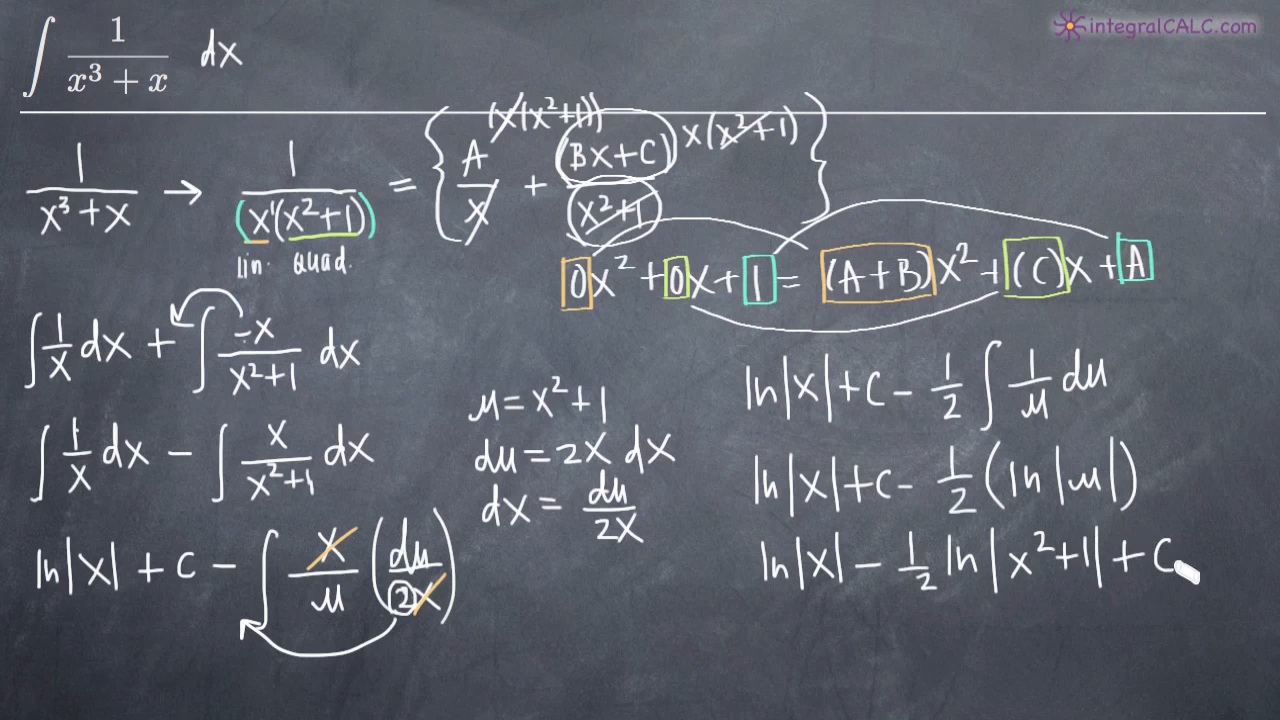 integralCALC.com
∫ 1/(x³ + x) dx
1/(x³ + x) → 1/(x¹(x² + 1)) = { A/x (x(x²+1)) + (Bx + C)/(x²+1) x(x²+1) }
lin. quad.
0x² + 0x + 1 = (A + B)x² + (C)x + A
∫ 1/x dx + ∫ -x/(x²+1) dx
∫ 1/x dx − ∫ x/(x²+1) dx
ln|x| + c − ∫ x/u (du/2x)
u = x² + 1
du = 2x dx
dx = du/2x
ln|x| + c − 1/2 ∫ 1/u du
ln|x| + c − 1/2 (ln|u|)
ln|x| − 1/2 ln|x² + 1| + C